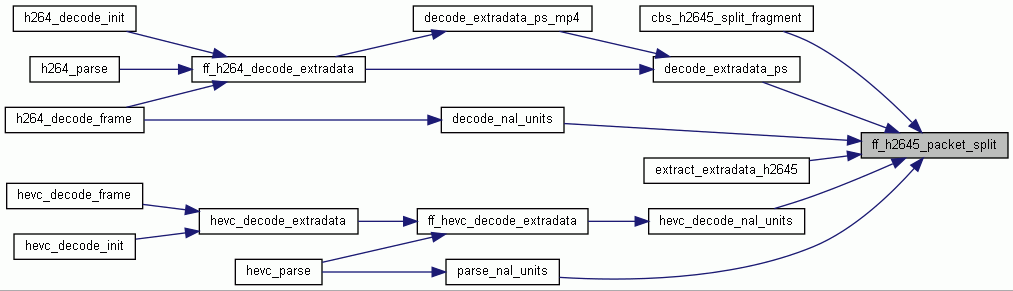 h264_decode_init
decode_extradata_ps_mp4
cbs_h2645_split_fragment
h264_parse
ff_h264_decode_extradata
decode_extradata_ps
h264_decode_frame
decode_nal_units
ff_h2645_packet_split
extract_extradata_h2645
hevc_decode_frame
hevc_decode_extradata
ff_hevc_decode_extradata
hevc_decode_nal_units
hevc_decode_init
hevc_parse
parse_nal_units